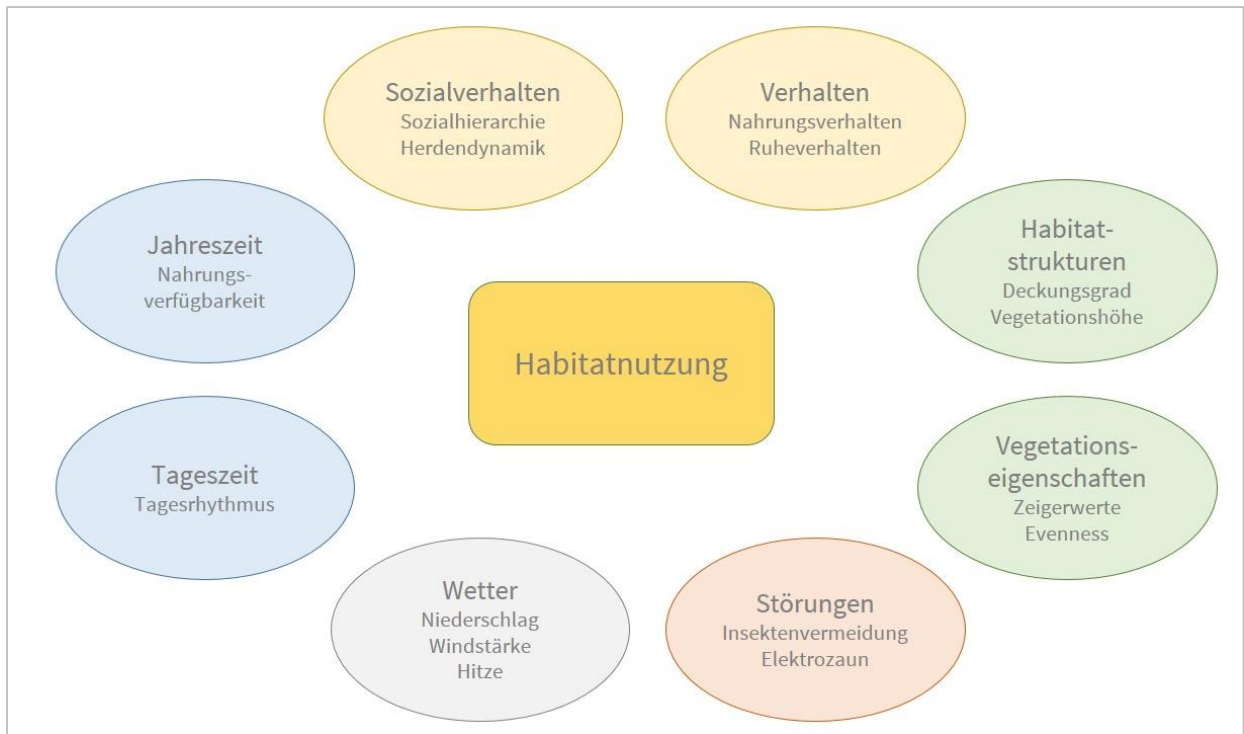 Sozialverhalten
Sozialhierarchie
Herdendynamik
Verhalten
Nahrungsverhalten
Ruheverhalten
Jahreszeit
Nahrungs-
verfügbarkeit
Habitat-
strukturen
Deckungsgrad
Vegetationshöhe
Habitatnutzung
Tageszeit
Tagesrhythmus
Vegetations-
eigenschaften
Zeigerwerte
Evenness
Wetter
Niederschlag
Windstärke
Hitze
Störungen
Insektenvermeidung
Elektrozaun